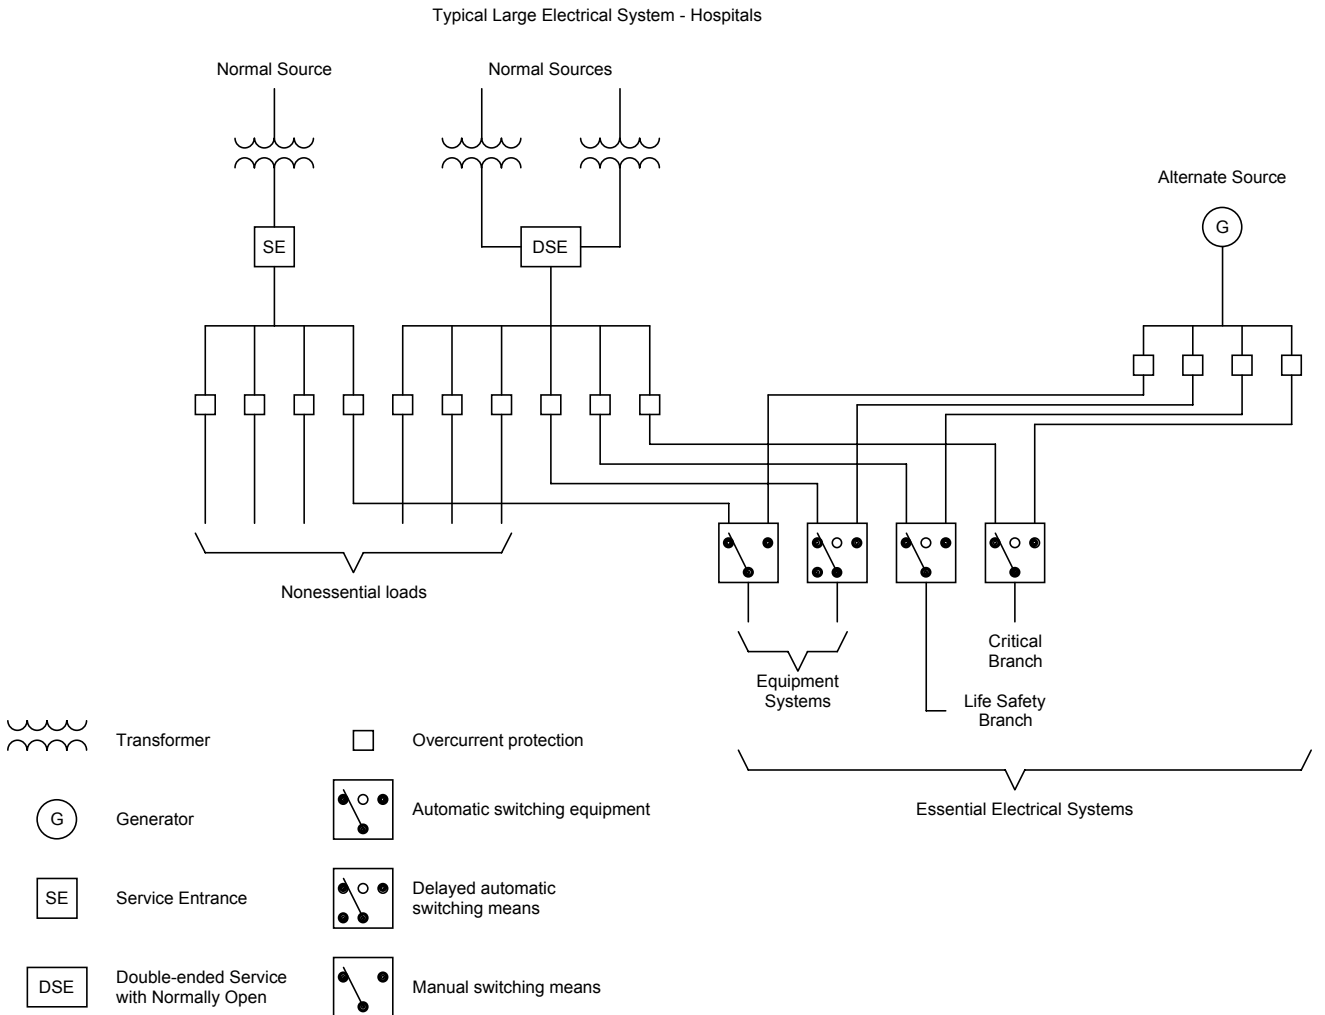 Typical Large Electrical System - Hospitals
Normal Source
Normal Sources
Alternate Source
G
SE
DSE
Nonessential loads
Equipment
Systems
Critical
Branch
Life Safety
Branch
Essential Electrical Systems
Transformer
Overcurrent protection
G
Generator
Automatic switching equipment
SE
Service Entrance
Delayed automatic
switching means
DSE
Double-ended Service
with Normally Open
Manual switching means